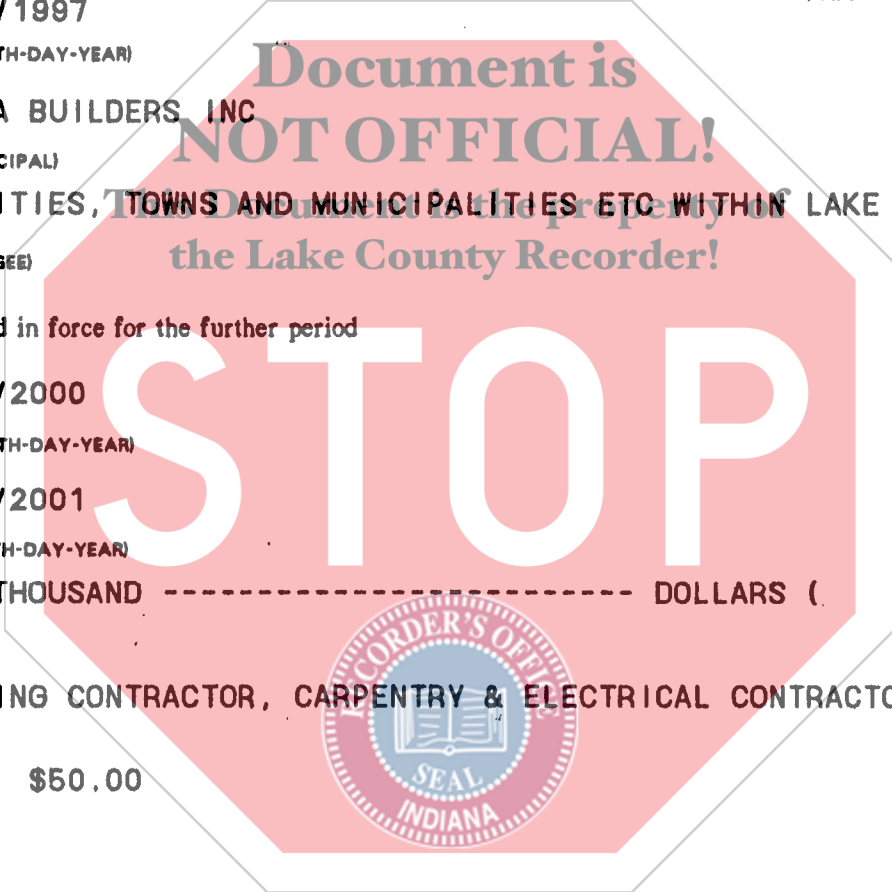 /1997
TH-DAY-YEAR)
Document is
A BUILDERS INC
NOT OFFICIAL!
CIPAL)
ITIES, TOWNS AND MUNICIPALITIES ETC WITHIN LAKE
This Document is the property of
GEE)
the Lake County Recorder!
d in force for the further period
/2000
TH-DAY-YEAR)
STOP
/2001
H-DAY-YEAR)
THOUSAND ------------------------- DOLLARS (
RECORDER'S OFFICE
ING CONTRACTOR, CARPENTRY & ELECTRICAL CONTRACTO
SEAL
$50.00
INDIANA